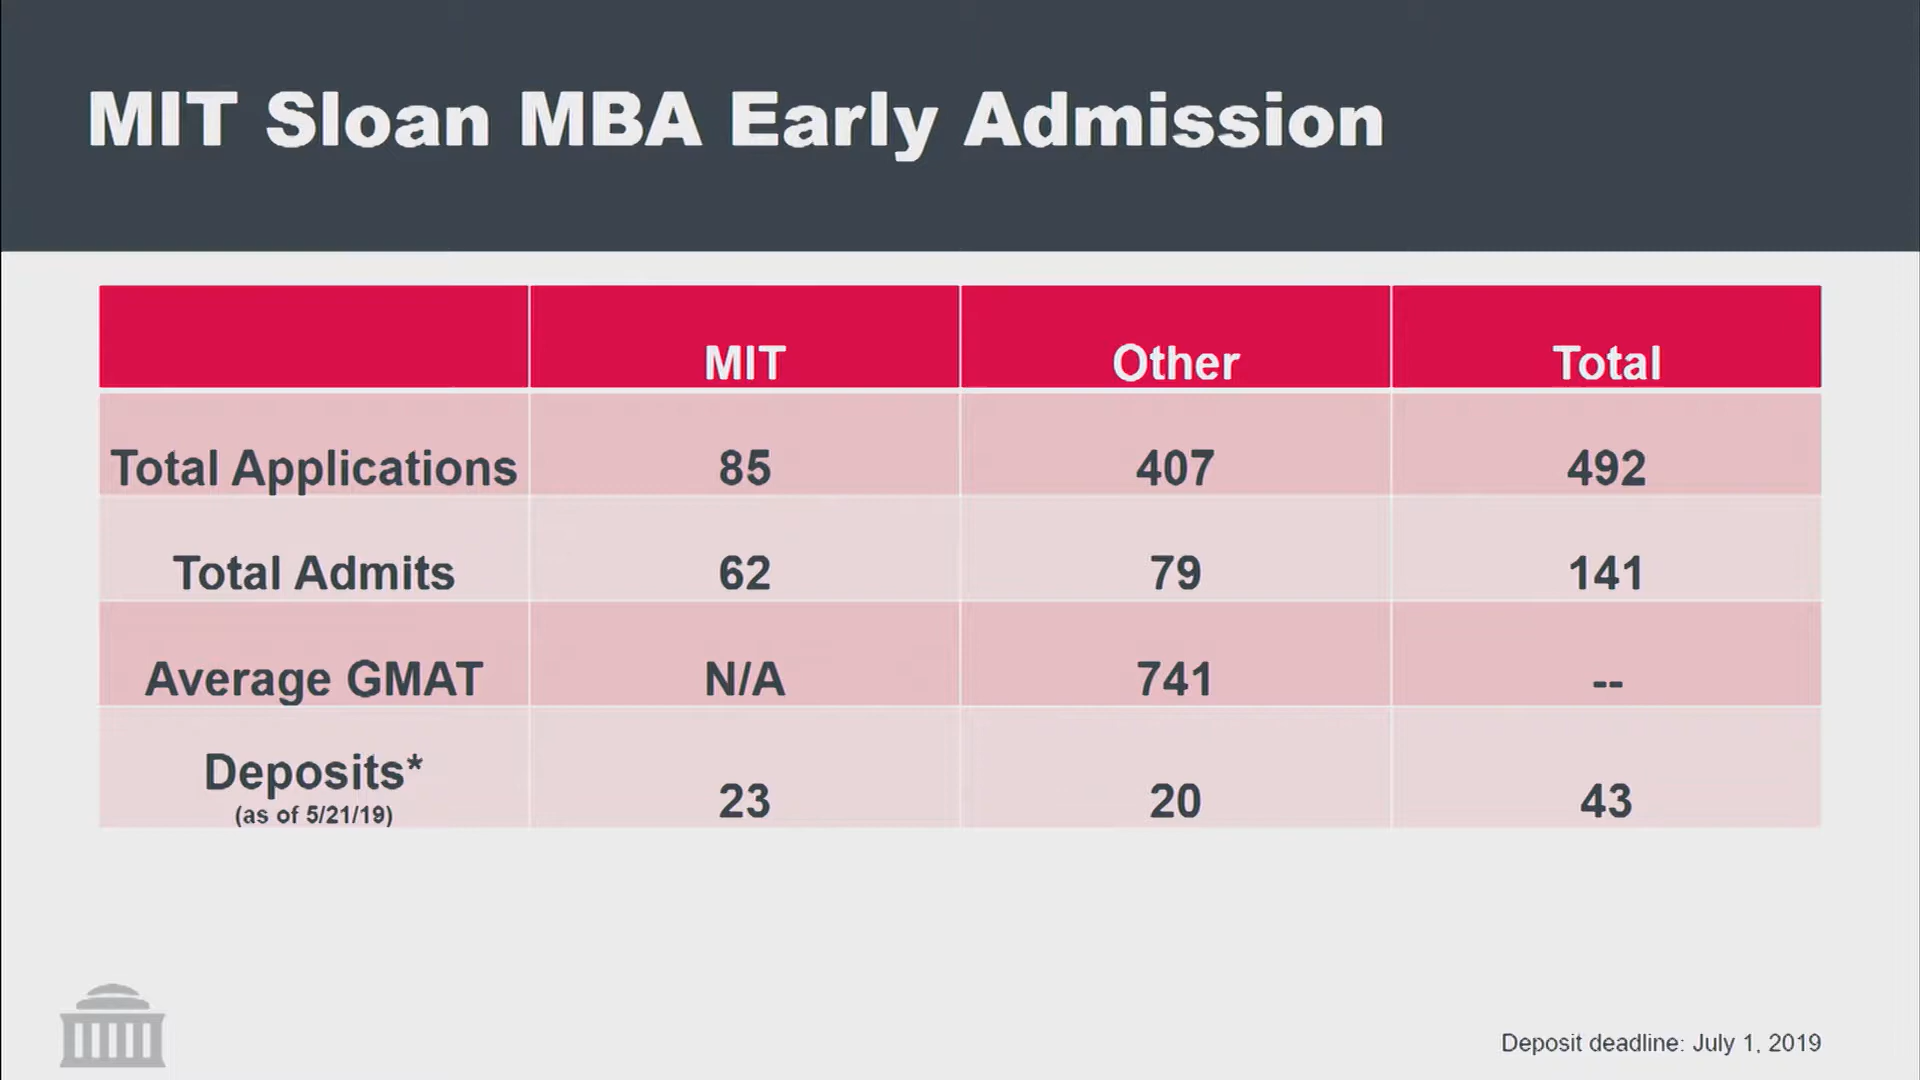 MIT Sloan MBA Early Admission
MIT Other Total
Total Applications 85 407 492
Total Admits 62 79 141
Average GMAT N/A 741 --
Deposits*
(as of 5/21/19) 23 20 43
Deposit deadline: July 1, 2019